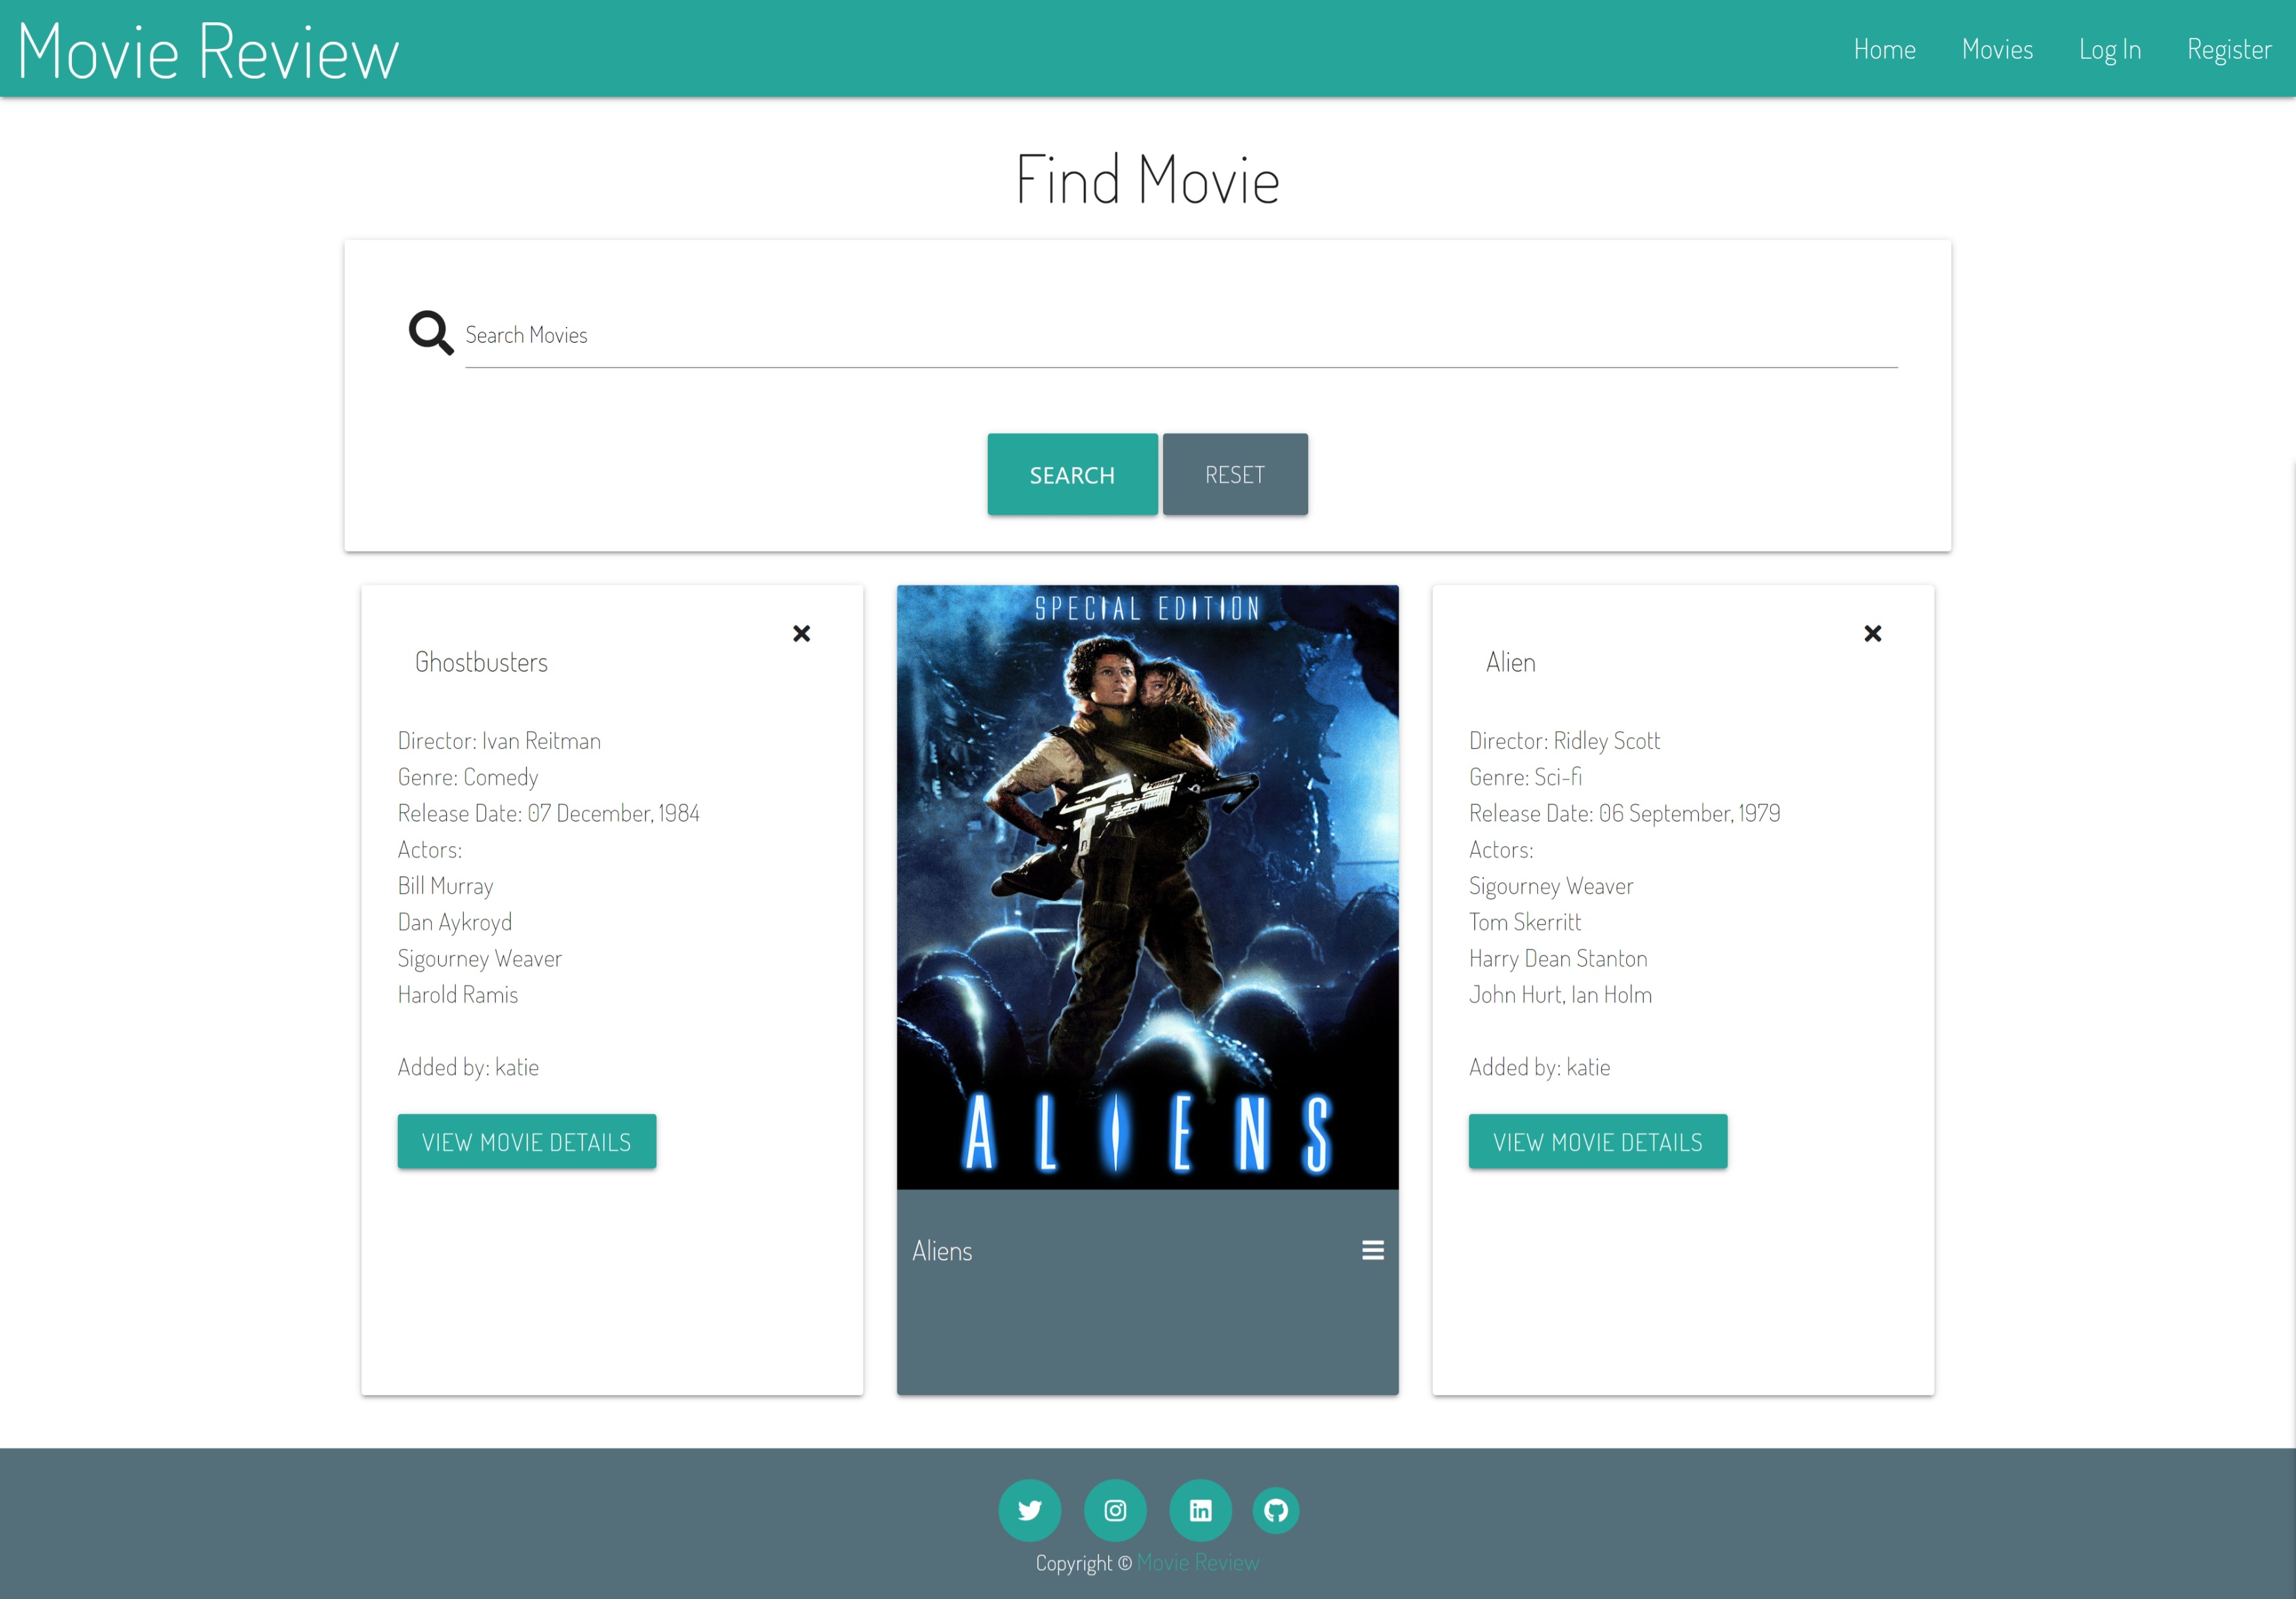 Movie Review
Home Movies Log In Register
Find Movie
Search Movies
SEARCH RESET
Ghostbusters
Director: Ivan Reitman
Genre: Comedy
Release Date: 07 December, 1984
Actors:
Bill Murray
Dan Aykroyd
Sigourney Weaver
Harold Ramis
Added by: katie
VIEW MOVIE DETAILS
SPECIAL EDITION
ALIENS
Aliens
Alien
Director: Ridley Scott
Genre: Sci-fi
Release Date: 06 September, 1979
Actors:
Sigourney Weaver
Tom Skerritt
Harry Dean Stanton
John Hurt, Ian Holm
Added by: katie
VIEW MOVIE DETAILS
Copyright © Movie Review